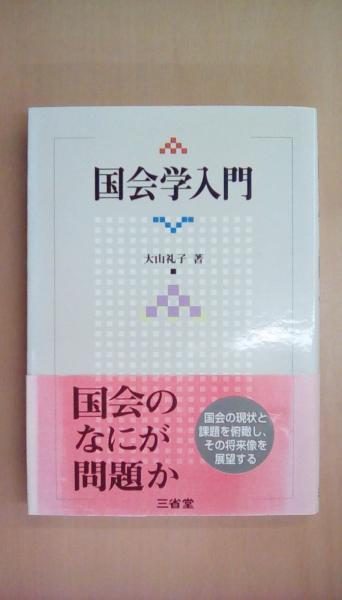 国会学入門
大山礼子 著
国会の
なにが
問題か
国会の現状と
課題を俯瞰し、
その将来像を
展望する
三省堂